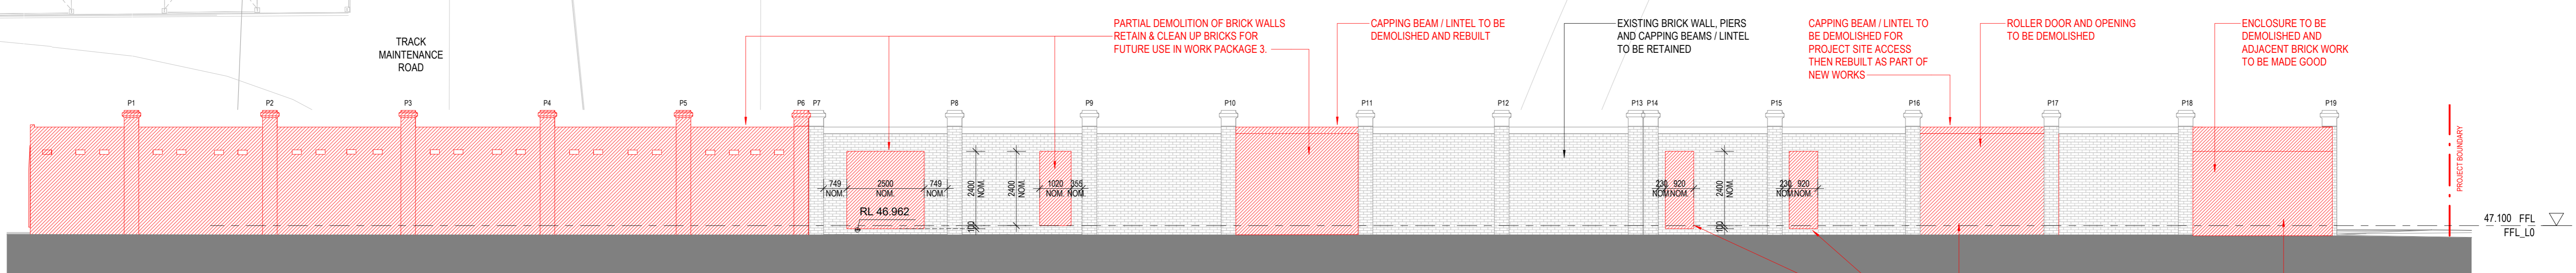 PARTIAL DEMOLITION OF BRICK WALLS
RETAIN & CLEAN UP BRICKS FOR
FUTURE USE IN WORK PACKAGE 3.
CAPPING BEAM / LINTEL TO BE
DEMOLISHED AND REBUILT
EXISTING BRICK WALL, PIERS
AND CAPPING BEAMS / LINTEL
TO BE RETAINED
CAPPING BEAM / LINTEL TO
BE DEMOLISHED FOR
PROJECT SITE ACCESS
THEN REBUILT AS PART OF
NEW WORKS
ROLLER DOOR AND OPENING
TO BE DEMOLISHED
ENCLOSURE TO BE
DEMOLISHED AND
ADJACENT BRICK WORK
TO BE MADE GOOD
TRACK
MAINTENANCE
ROAD
P1
P2
P3
P4
P5
P6
P7
P8
P9
P10
P11
P12
P13
P14
P15
P16
P17
P18
P19
PROJECT BOUNDARY
749
NOM.
2500
NOM.
749
NOM.
2400
NOM.
100
2400
NOM.
1020
NOM.
355
NOM.
230
NOM.
920
NOM.
2400
NOM.
100
230
NOM.
920
NOM.
RL 46.962
47.100 FFL
FFL_L0